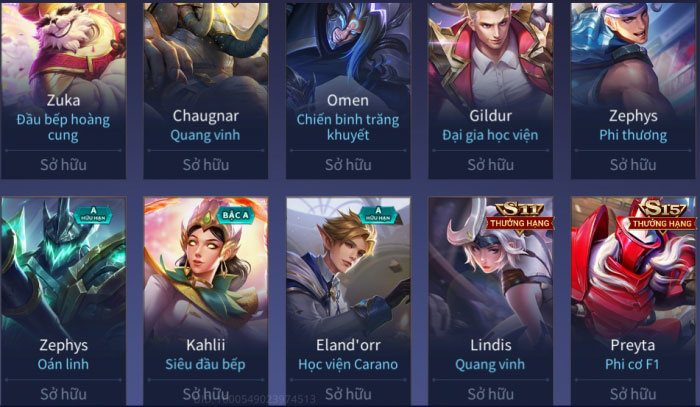 Zuka
Đầu bếp hoàng
cung
Sở hữu
Chaugnar
Quang vinh
Sở hữu
Omen
Chiến binh trăng
khuyết
Sở hữu
Gildur
Đại gia học viện
Sở hữu
Zephys
Phi thương
Sở hữu
A
HỮU HẠN
Zephys
Oán linh
Sở hữu
BẬC A
Kahlii
Siêu đầu bếp
Sở hữu
A
HỮU HẠN
Eland'orr
Học viện Carano
Sở hữu
S11
THƯỞNG HẠNG
Lindis
Quang vinh
Sở hữu
S15
THƯỞNG HẠNG
Preyta
Phi cơ F1
Sở hữu